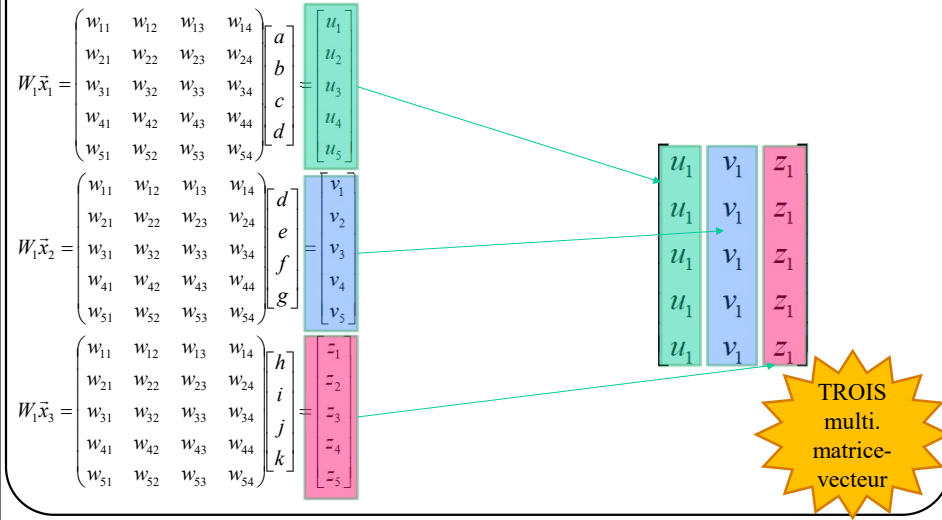 w₁₁ w₁₂ w₁₃ w₁₄
w₂₁ w₂₂ w₂₃ w₂₄ a u₁
W₁x⃗₁ = w₃₁ w₃₂ w₃₃ w₃₄ b = u₂
w₄₁ w₄₂ w₄₃ w₄₄ c u₃
w₅₁ w₅₂ w₅₃ w₅₄ d u₄
u₅
w₁₁ w₁₂ w₁₃ w₁₄
w₂₁ w₂₂ w₂₃ w₂₄ d v₁
W₁x⃗₂ = w₃₁ w₃₂ w₃₃ w₃₄ e = v₂
w₄₁ w₄₂ w₄₃ w₄₄ f v₃
w₅₁ w₅₂ w₅₃ w₅₄ g v₄
v₅
w₁₁ w₁₂ w₁₃ w₁₄
w₂₁ w₂₂ w₂₃ w₂₄ h z₁
W₁x⃗₃ = w₃₁ w₃₂ w₃₃ w₃₄ i = z₂
w₄₁ w₄₂ w₄₃ w₄₄ j z₃
w₅₁ w₅₂ w₅₃ w₅₄ k z₄
z₅
u₁ v₁ z₁
u₁ v₁ z₁
u₁ v₁ z₁
u₁ v₁ z₁
u₁ v₁ z₁
TROIS
multi.
matrice-
vecteur